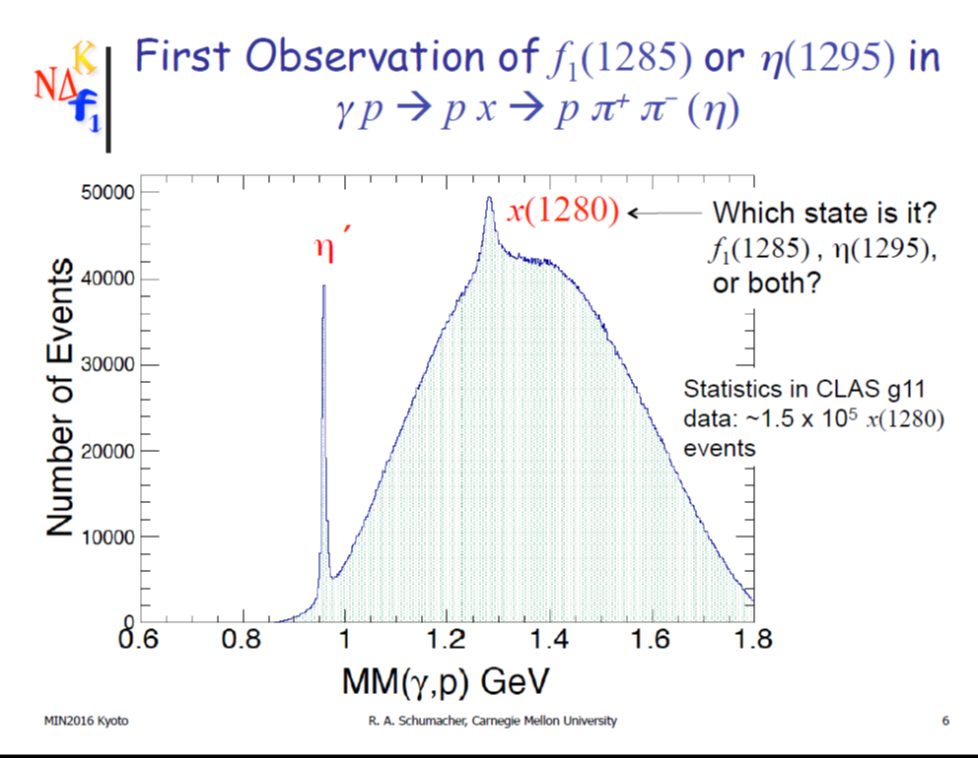 First Observation of f₁(1285) or η(1295) in
γ p → p x → p π⁺ π⁻ (η)
K
NΔ
f₁
50000
40000
30000
20000
10000
0
Number of Events
η´
x(1280)
Which state is it?
f₁(1285) , η(1295),
or both?
Statistics in CLAS g11
data: ~1.5 x 10⁵ x(1280)
events
0.6 0.8 1 1.2 1.4 1.6 1.8
MM(γ,p) GeV
MIN2016 Kyoto R. A. Schumacher, Carnegie Mellon University 6